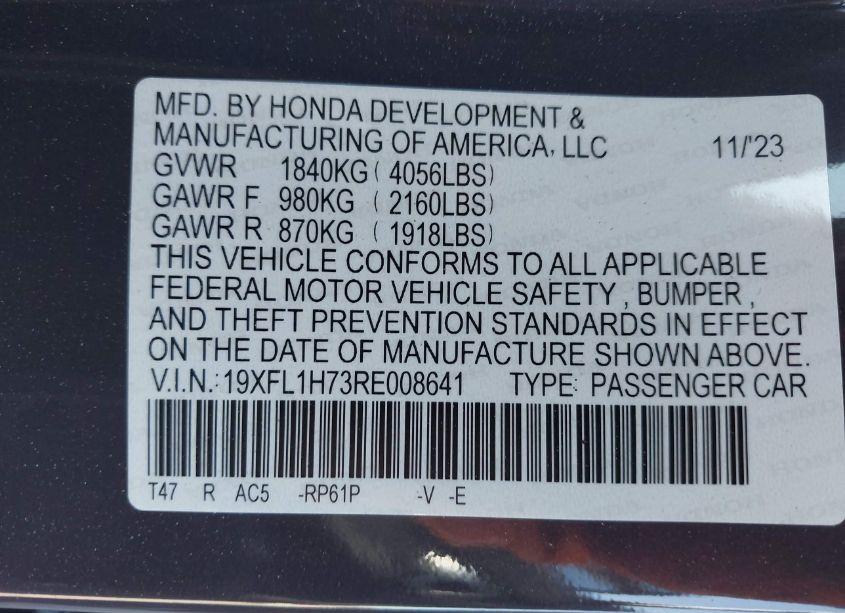 MFD. BY HONDA DEVELOPMENT &
MANUFACTURING OF AMERICA, LLC 11/'23
GVWR 1840KG ( 4056LBS)
GAWR F 980KG ( 2160LBS)
GAWR R 870KG ( 1918LBS)
THIS VEHICLE CONFORMS TO ALL APPLICABLE
FEDERAL MOTOR VEHICLE SAFETY , BUMPER ,
AND THEFT PREVENTION STANDARDS IN EFFECT
ON THE DATE OF MANUFACTURE SHOWN ABOVE.
V.I.N.: 19XFL1H73RE008641 TYPE: PASSENGER CAR
T47 R AC5 -RP61P -V -E